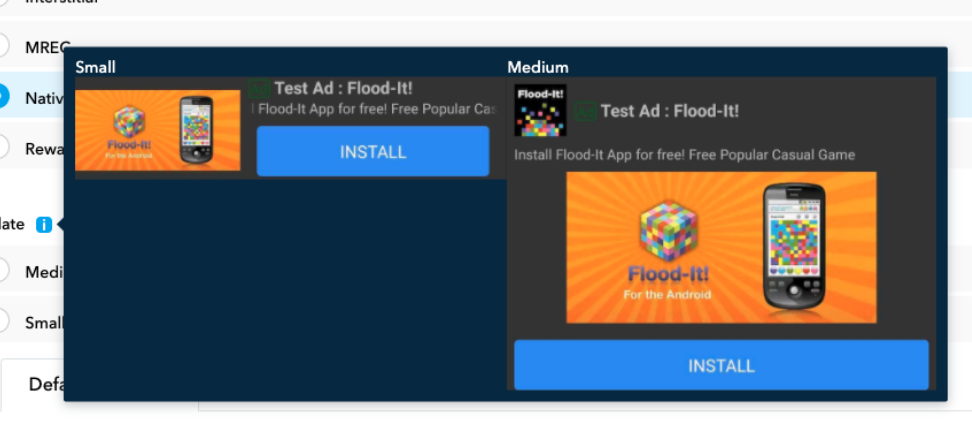 MREC
Small
Medium
Test Ad : Flood-It!
Flood-It App for free! Free Popular Cas
INSTALL
Flood-It!
For the Android
Flood-It!
Test Ad : Flood-It!
Install Flood-It App for free! Free Popular Casual Game
Flood-It!
For the Android
INSTALL
Nativ
Rewa
late
i
Medi
Small
Defa